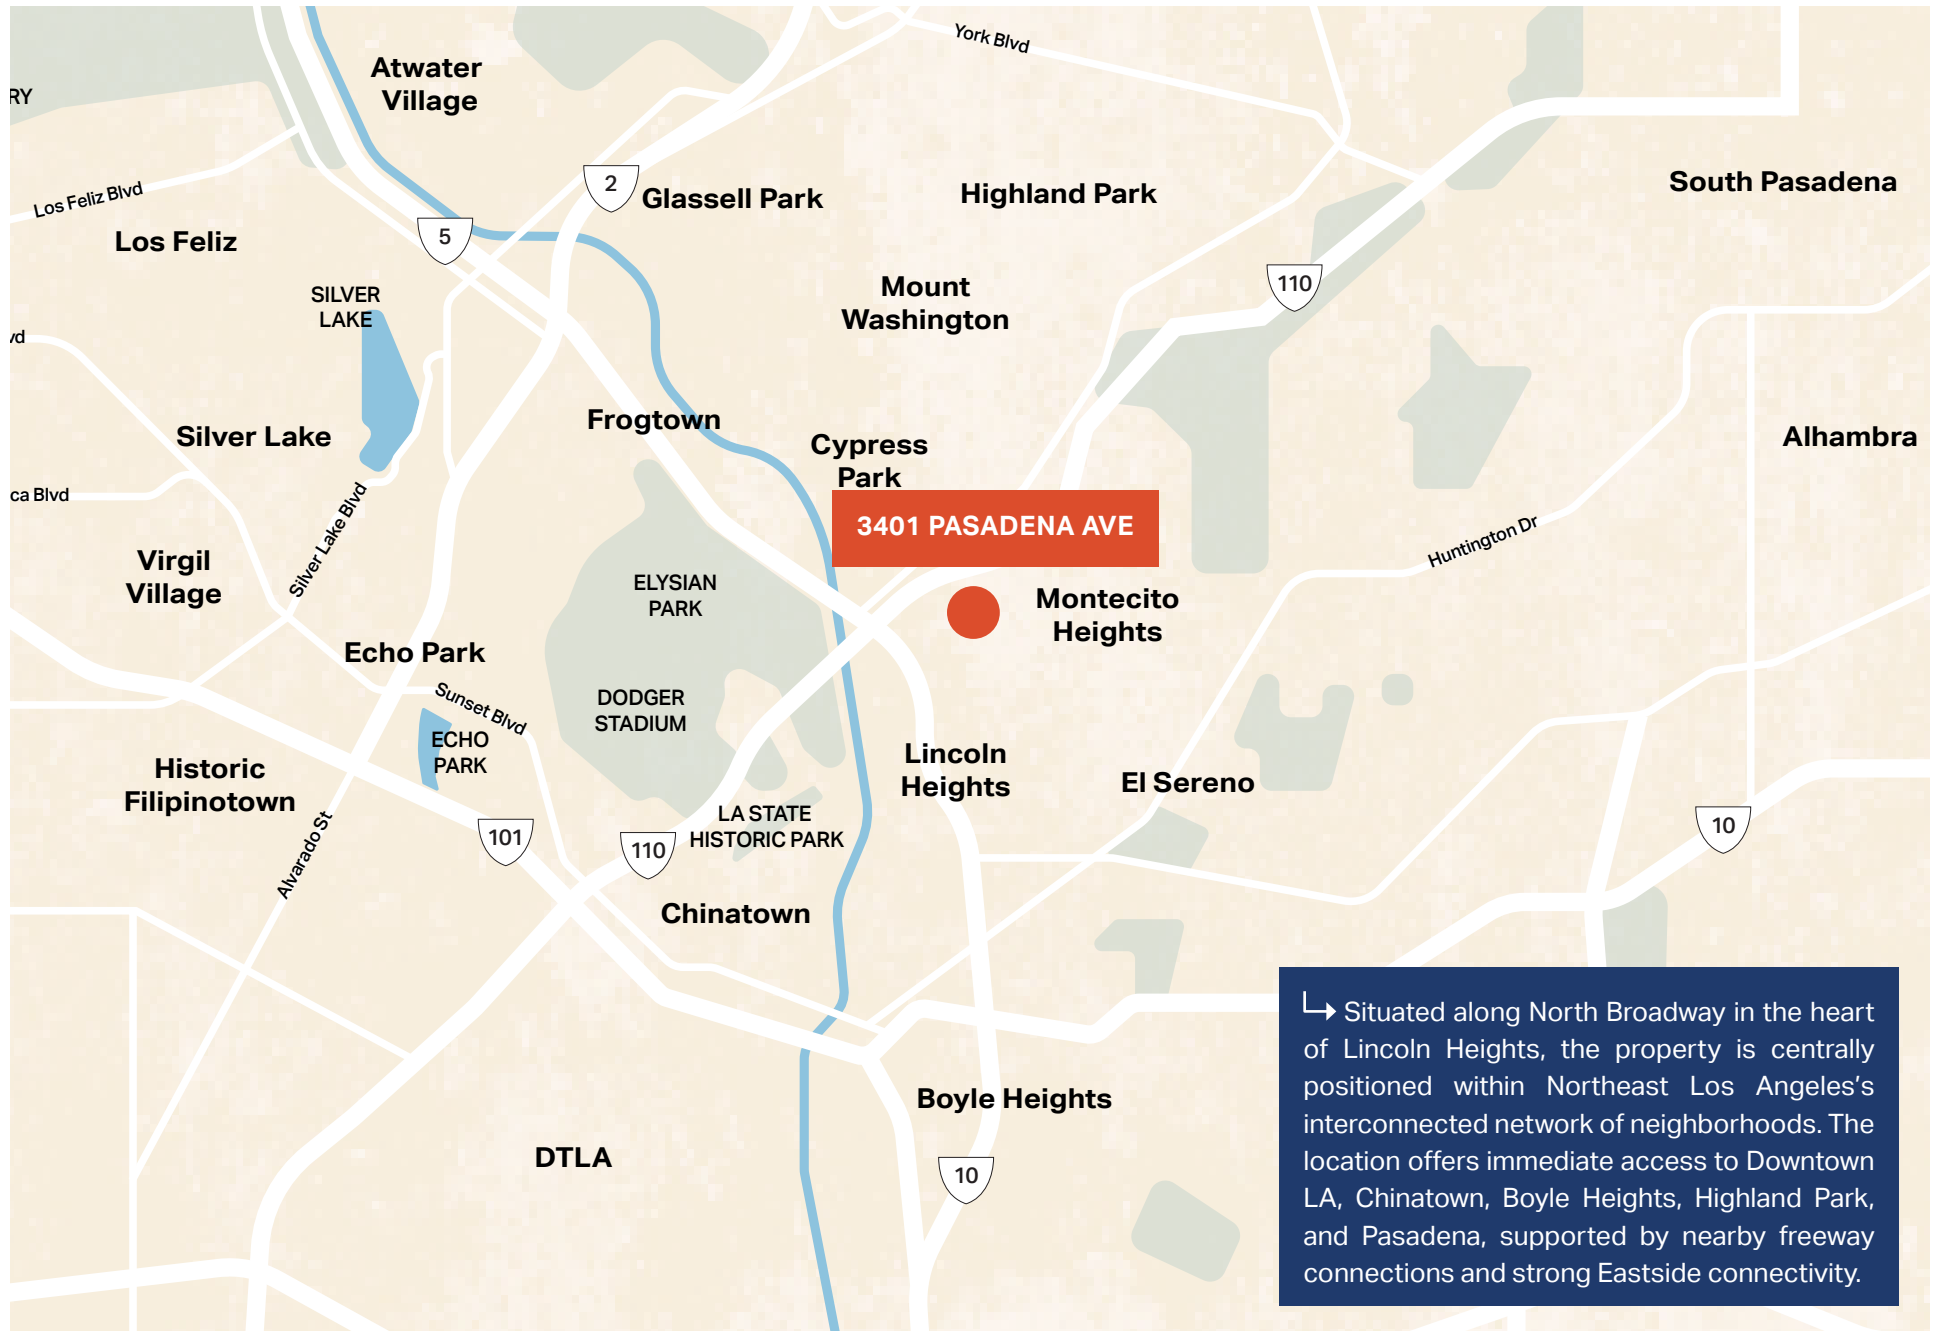 York Blvd
Atwater
Village
RY
2
Glassell Park
Highland Park
South Pasadena
Los Feliz Blvd
Los Feliz
5
SILVER
LAKE
Mount
Washington
110
vd
Frogtown
Silver Lake
Cypress
Park
Alhambra
ca Blvd
Silver Lake Blvd
3401 PASADENA AVE
Huntington Dr
Virgil
Village
ELYSIAN
PARK
Montecito
Heights
Echo Park
Sunset Blvd
DODGER
STADIUM
ECHO
PARK
Lincoln
Heights
El Sereno
Historic
Filipinotown
Alvarado St
101
110
LA STATE
HISTORIC PARK
10
Chinatown
Boyle Heights
DTLA
10
Situated along North Broadway in the heart
of Lincoln Heights, the property is centrally
positioned within Northeast Los Angeles's
interconnected network of neighborhoods. The
location offers immediate access to Downtown
LA, Chinatown, Boyle Heights, Highland Park,
and Pasadena, supported by nearby freeway
connections and strong Eastside connectivity.